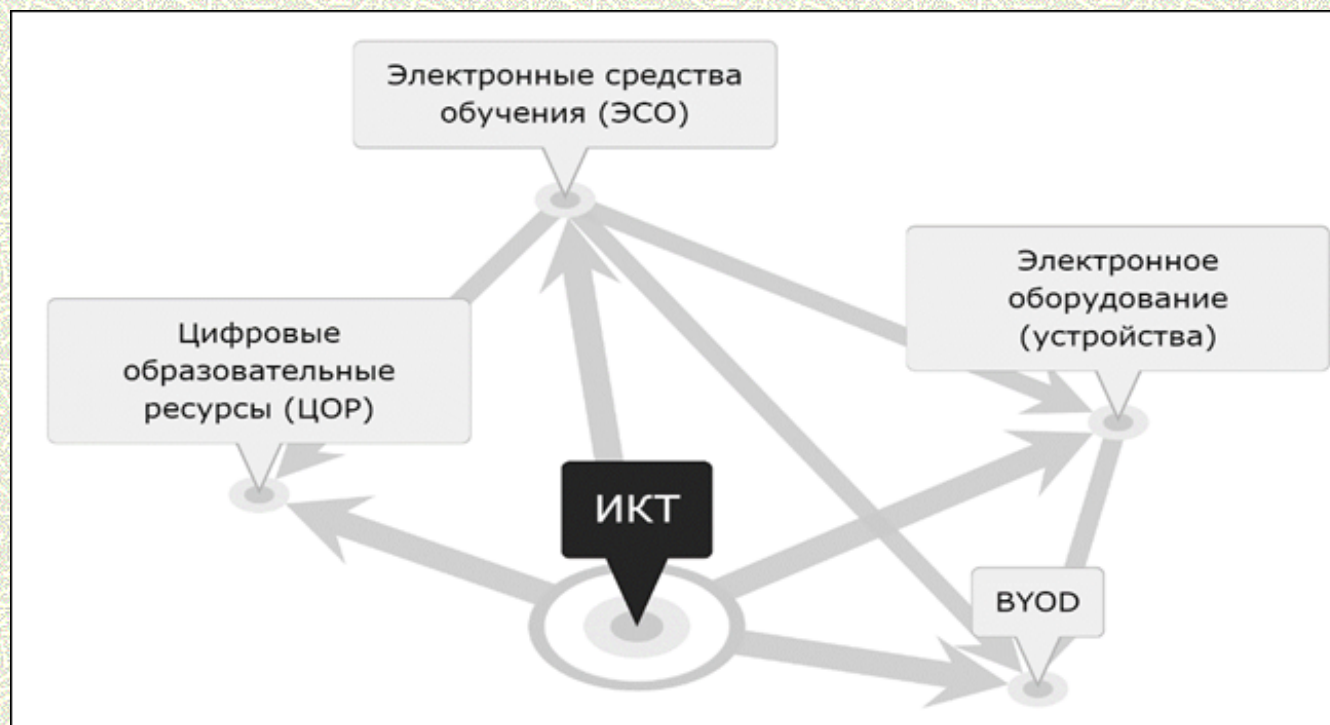 Электронные средства
обучения (ЭСО)
Электронное
оборудование
(устройства)
Цифровые
образовательные
ресурсы (ЦОР)
ИКТ
BYOD